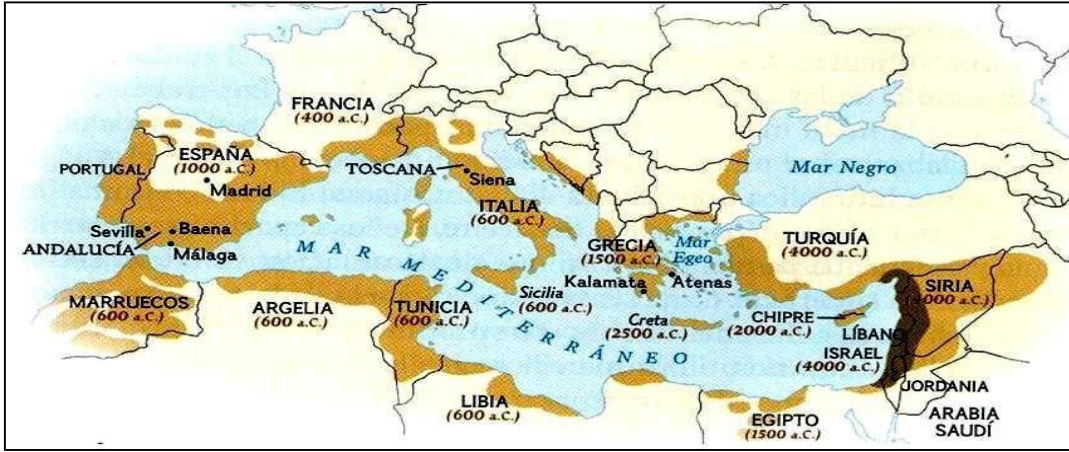 FRANCIA
(400 a.C.)
PORTUGAL
ESPAÑA
(1000 a.C.)
Madrid
TOSCANA
Siena
ITALIA
(600 a.C.)
Mar Negro
Sevilla
Baena
ANDALUCÍA
Málaga
MAR MEDITERRÁNEO
GRECIA
(1500 a.C.)
Mar
Egeo
TURQUÍA
(4000 a.C.)
Kalamata
Atenas
MARRUECOS
(600 a.C.)
ARGELIA
(600 a.C.)
TUNICIA
(600 a.C.)
Sicilia
(600 a.C.)
Creta
(2500 a.C.)
CHIPRE
(2000 a.C.)
SIRIA
(4000 a.C.)
LÍBANO
ISRAEL
(4000 a.C.)
JORDANIA
LIBIA
(600 a.C.)
EGIPTO
(1500 a.C.)
ARABIA
SAUDÍ